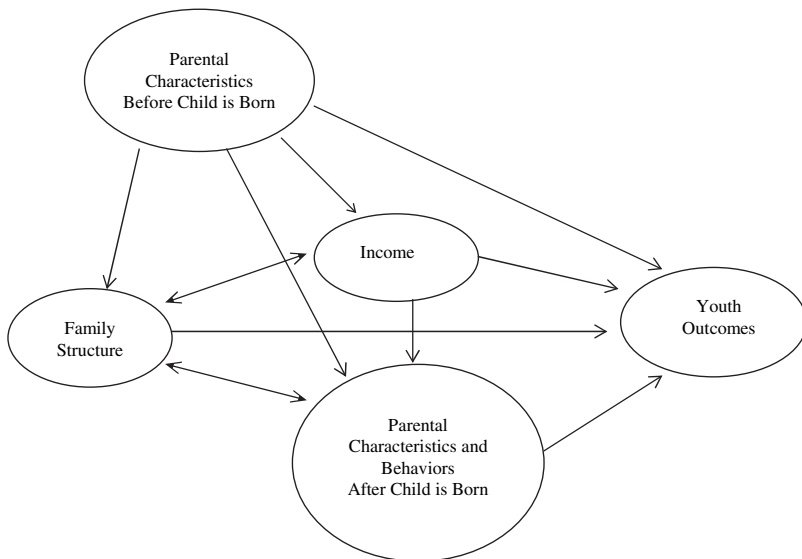 Parental
Characteristics
Before Child is Born
Income
Family
Structure
Youth
Outcomes
Parental
Characteristics and
Behaviors
After Child is Born